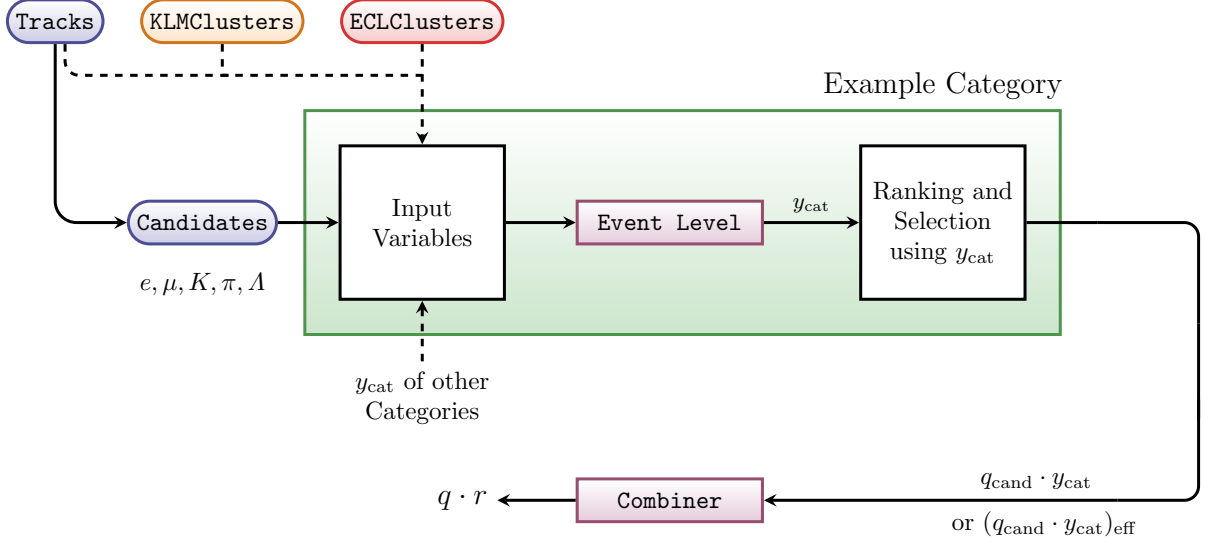 Tracks
KLMClusters
ECLClusters
Example Category
Input
Variables
Candidates
Event Level
y_cat
Ranking and
Selection
using y_cat
e, μ, K, π, Λ
y_cat of other
Categories
q · r
Combiner
q_cand · y_cat
or (q_cand · y_cat)_eff